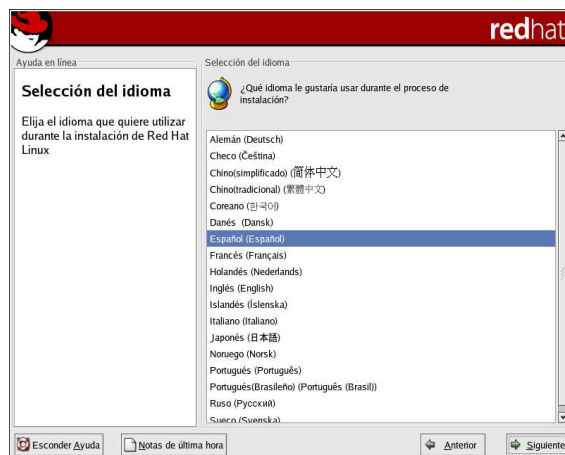 redhat
Ayuda en línea
Selección del idioma
Elija el idioma que quiere utilizar
durante la instalación de Red Hat
Linux
Selección del idioma
¿Qué idioma le gustaría usar durante el proceso de
instalación?
Alemán (Deutsch)
Checo (Čeština)
Chino(simplificado) (简体中文)
Chino(tradicional) (繁體中文)
Coreano (한국어)
Danés (Dansk)
Español (Español)
Francés (Français)
Holandés (Nederlands)
Inglés (English)
Islandés (Íslenska)
Italiano (Italiano)
Japonés (日本語)
Noruego (Norsk)
Portugués (Português)
Portugués(Brasileño) (Português (Brasil))
Ruso (Русский)
Sueco (Svenska)
Esconder Ayuda
Notas de última hora
Anterior
Siguiente